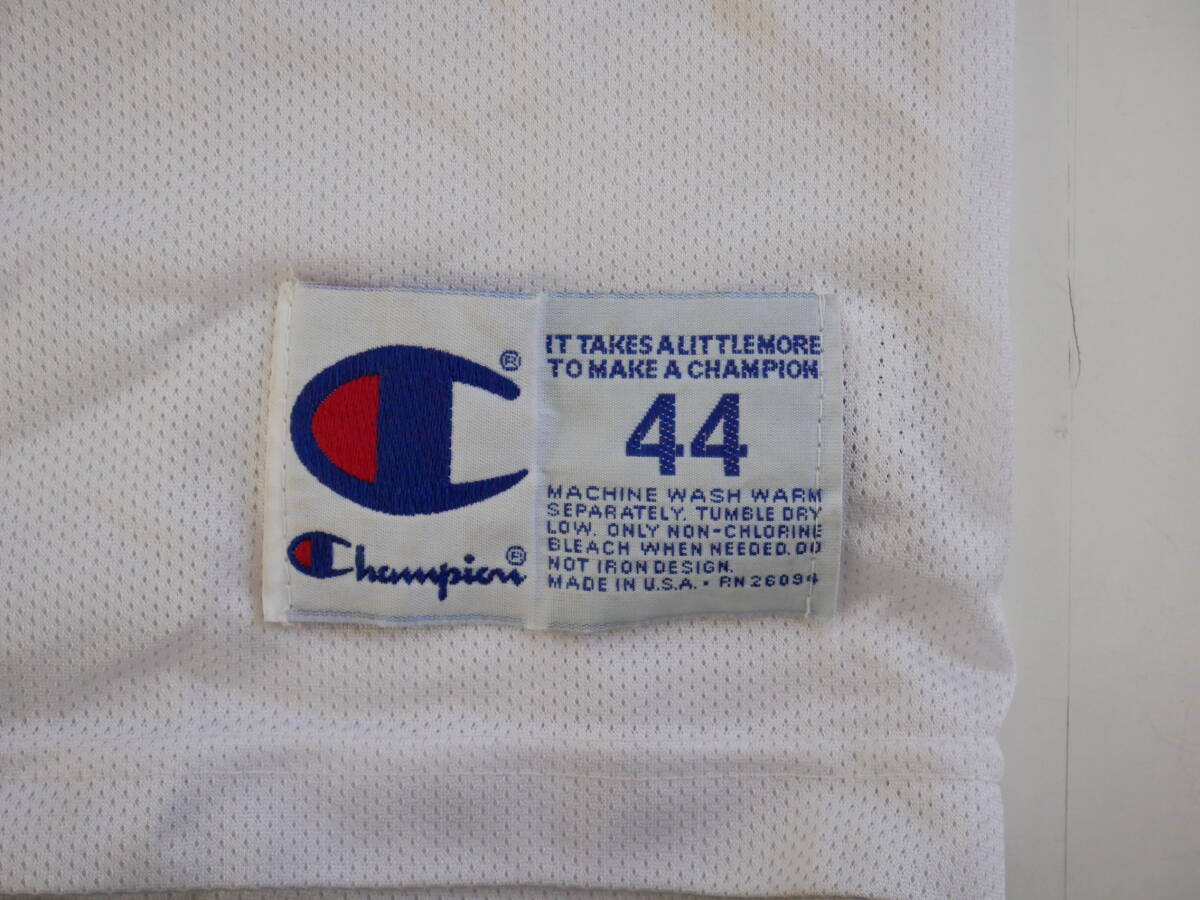 Champion
IT TAKES A LITTLE MORE
TO MAKE A CHAMPION
44
MACHINE WASH WARM
SEPARATELY. TUMBLE DRY
LOW. ONLY NON-CHLORINE
BLEACH WHEN NEEDED. DO
NOT IRON DESIGN.
MADE IN U.S.A. • RN 26094